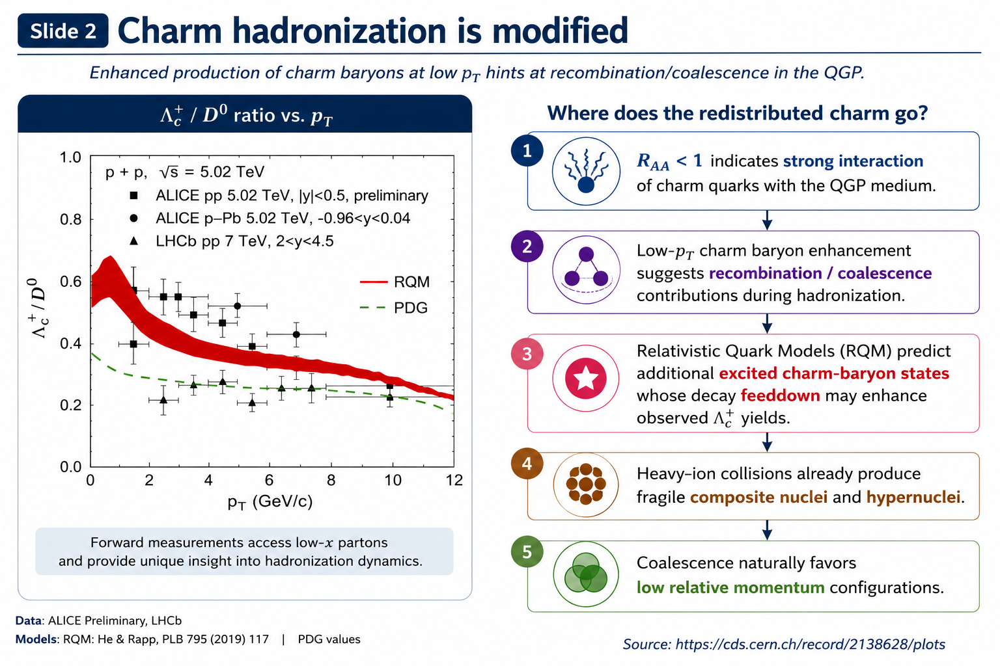 Slide 2
Charm hadronization is modified
Enhanced production of charm baryons at low p_T hints at recombination/coalescence in the QGP.
Λ_c^+ / D^0 ratio vs. p_T
1.0
0.8
0.6
0.4
0.2
0.0
Λ_c^+ / D^0
p + p, √s = 5.02 TeV
ALICE pp 5.02 TeV, |y|<0.5, preliminary
ALICE p–Pb 5.02 TeV, -0.96<y<0.04
LHCb pp 7 TeV, 2<y<4.5
RQM
PDG
0 2 4 6 8 10 12
p_T (GeV/c)
Forward measurements access low-x partons
and provide unique insight into hadronization dynamics.
Data: ALICE Preliminary, LHCb
Models: RQM: He & Rapp, PLB 795 (2019) 117 | PDG values
Where does the redistributed charm go?
1
R_AA < 1 indicates strong interaction
of charm quarks with the QGP medium.
2
Low-p_T charm baryon enhancement
suggests recombination / coalescence
contributions during hadronization.
3
Relativistic Quark Models (RQM) predict
additional excited charm-baryon states
whose decay feeddown may enhance
observed Λ_c^+ yields.
4
Heavy–ion collisions already produce
fragile composite nuclei and hypernuclei.
5
Coalescence naturally favors
low relative momentum configurations.
Source: https://cds.cern.ch/record/2138628/plots